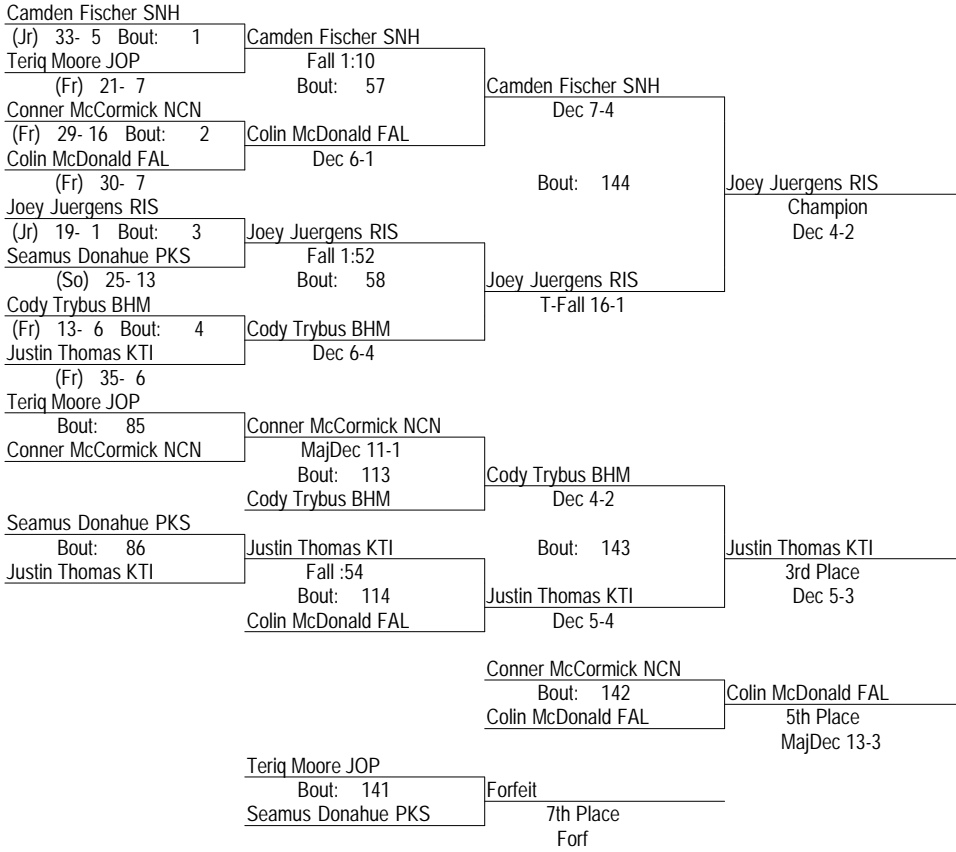 Camden Fischer SNH
(Jr) 33- 5 Bout: 1
Camden Fischer SNH
Teriq Moore JOP
Fall 1:10
(Fr) 21- 7
Bout: 57
Camden Fischer SNH
Conner McCormick NCN
Dec 7-4
(Fr) 29- 16 Bout: 2
Colin McDonald FAL
Colin McDonald FAL
Dec 6-1
(Fr) 30- 7
Bout: 144
Joey Juergens RIS
Joey Juergens RIS
Champion
(Jr) 19- 1 Bout: 3
Joey Juergens RIS
Dec 4-2
Seamus Donahue PKS
Fall 1:52
(So) 25- 13
Bout: 58
Joey Juergens RIS
Cody Trybus BHM
T-Fall 16-1
(Fr) 13- 6 Bout: 4
Cody Trybus BHM
Justin Thomas KTI
Dec 6-4
(Fr) 35- 6
Teriq Moore JOP
Bout: 85
Conner McCormick NCN
Conner McCormick NCN
MajDec 11-1
Bout: 113
Cody Trybus BHM
Cody Trybus BHM
Dec 4-2
Seamus Donahue PKS
Bout: 86
Justin Thomas KTI
Bout: 143
Justin Thomas KTI
Justin Thomas KTI
Fall :54
3rd Place
Bout: 114
Justin Thomas KTI
Dec 5-3
Colin McDonald FAL
Dec 5-4
Conner McCormick NCN
Bout: 142
Colin McDonald FAL
Colin McDonald FAL
5th Place
MajDec 13-3
Teriq Moore JOP
Bout: 141
Forfeit
Seamus Donahue PKS
7th Place
Forf